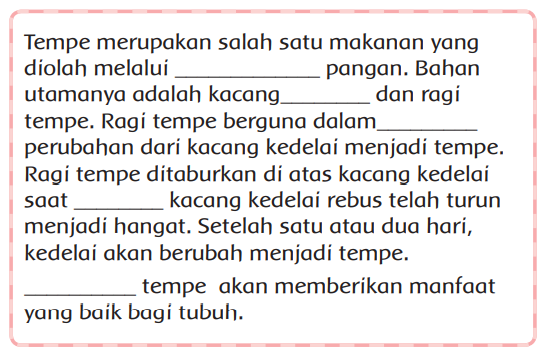 Tempe merupakan salah satu makanan yang
diolah melalui _____________ pangan. Bahan
utamanya adalah kacang________ dan ragi
tempe. Ragi tempe berguna dalam_________
perubahan dari kacang kedelai menjadi tempe.
Ragi tempe ditaburkan di atas kacang kedelai
saat ________ kacang kedelai rebus telah turun
menjadi hangat. Setelah satu atau dua hari,
kedelai akan berubah menjadi tempe.
__________ tempe akan memberikan manfaat
yang baik bagi tubuh.